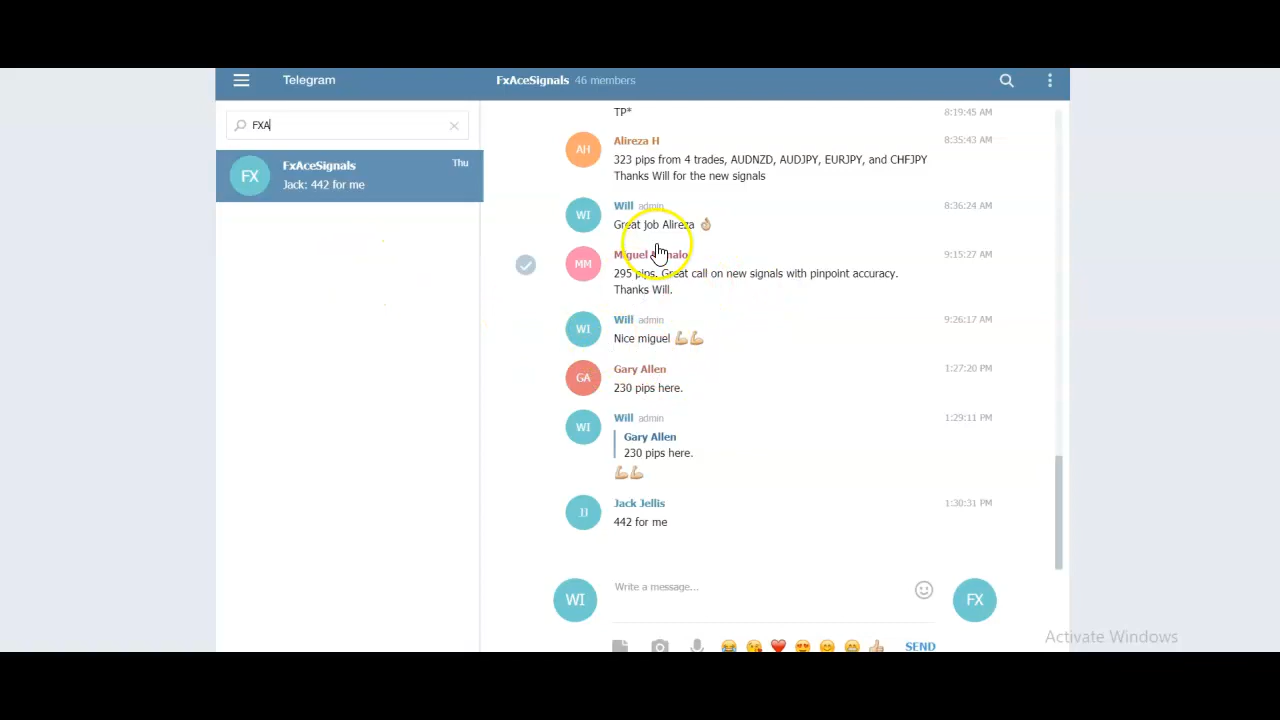 Telegram
FxAceSignals 46 members
FXA
FX
FxAceSignals Thu
Jack: 442 for me
TP* 8:19:45 AM
AH
Alireza H 8:35:43 AM
323 pips from 4 trades, AUDNZD, AUDJPY, EURJPY, and CHFJPY
Thanks Will for the new signals
WI
Will admin 8:36:24 AM
Great job Alireza 👌🏼
MM
Miguel 9:15:27 AM
295 pips. Great call on new signals with pinpoint accuracy.
Thanks Will.
WI
Will admin 9:26:17 AM
Nice miguel 💪🏼💪🏼
GA
Gary Allen 1:27:20 PM
230 pips here.
WI
Will admin 1:29:11 PM
Gary Allen
230 pips here.
💪🏼💪🏼
JJ
Jack Jellis 1:30:31 PM
442 for me
WI
Write a message...
FX
SEND
Activate Windows